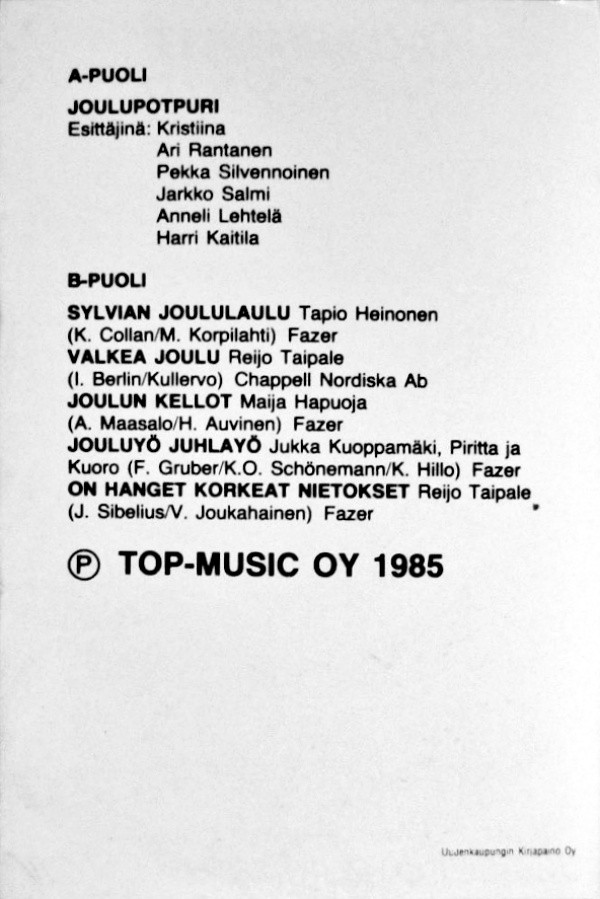 A-PUOLI
JOULUPOTPURI
Esittäjinä: Kristiina
Ari Rantanen
Pekka Silvennoinen
Jarkko Salmi
Anneli Lehtelä
Harri Kaitila
B-PUOLI
SYLVIAN JOULULAULU Tapio Heinonen
(K. Collan/M. Korpilahti) Fazer
VALKEA JOULU Reijo Taipale
(I. Berlin/Kullervo) Chappell Nordiska Ab
JOULUN KELLOT Maija Hapuoja
(A. Maasalo/H. Auvinen) Fazer
JOULUYÖ JUHLAYÖ Jukka Kuoppamäki, Piritta ja
Kuoro (F. Gruber/K.O. Schönemann/K. Hillo) Fazer
ON HANGET KORKEAT NIETOKSET Reijo Taipale
(J. Sibelius/V. Joukahainen) Fazer
Ⓟ TOP-MUSIC OY 1985
Uudenkaupungin Kirjapaino Oy